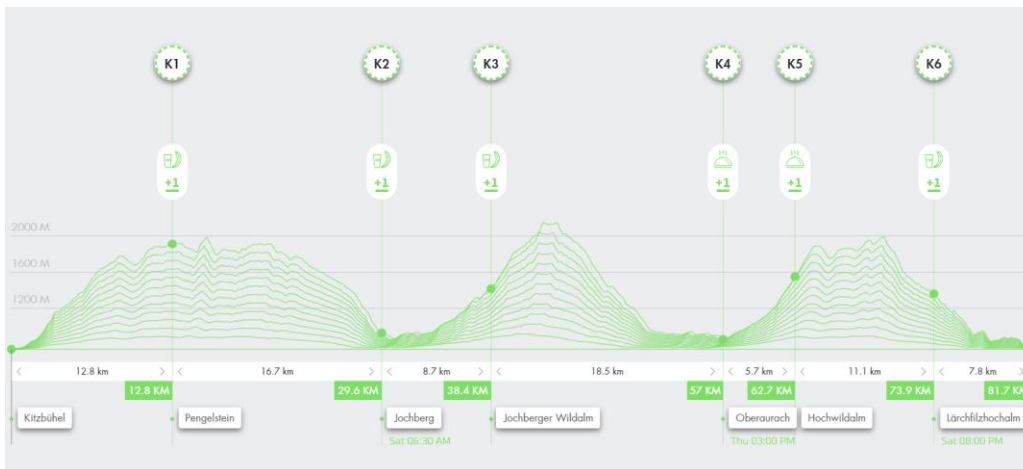 K1 K2 K3 K4 K5 K6
+1 +1 +1 +1 +1 +1
2000 M
1600 M
1200 M
12.8 km 16.7 km 8.7 km 18.5 km 5.7 km 11.1 km 7.8 km
12.8 KM 29.6 KM 38.4 KM 57 KM 62.7 KM 73.9 KM 81.7 KM
Kitzbühel Pengelstein Jochberg Jochberger Wildalm Oberaurach Hochwildalm Lärchfilzhochalm
Sat 06:30 AM Thu 03:00 PM Sat 08:00 PM